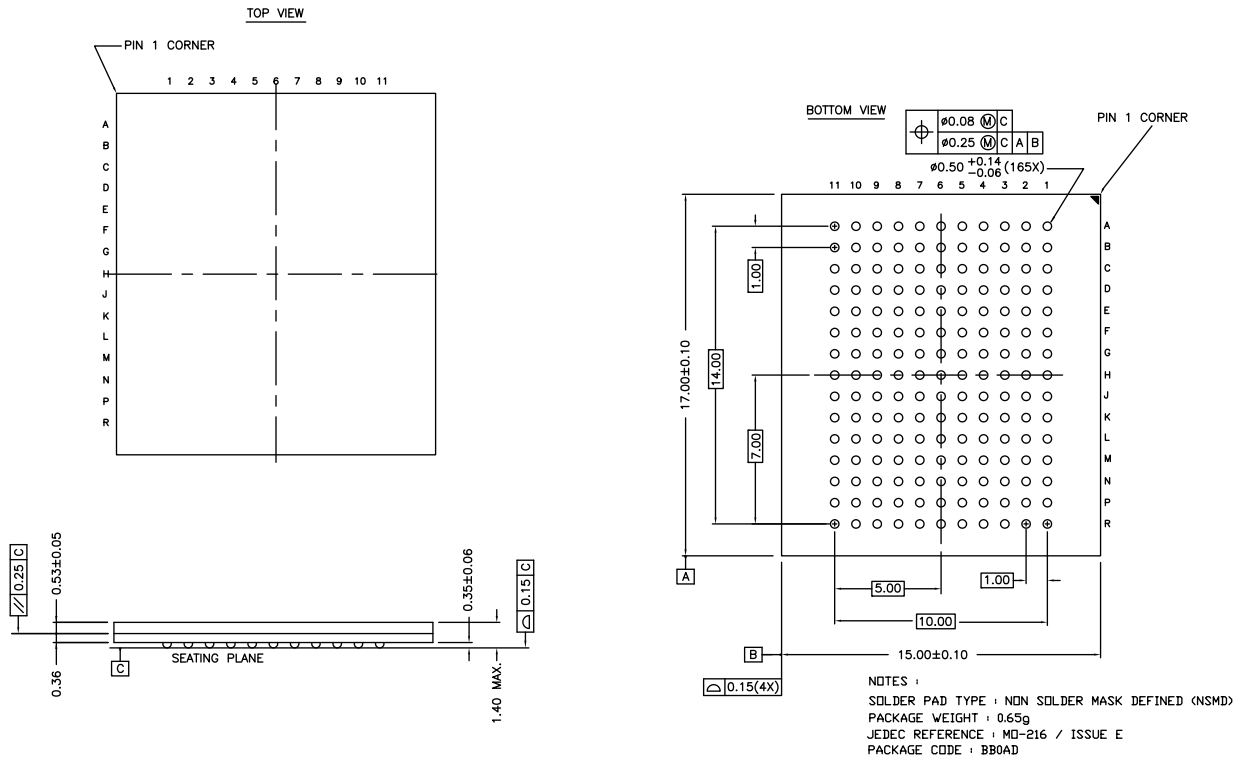 TOP VIEW
PIN 1 CORNER
1 2 3 4 5 6 7 8 9 10 11
A
B
C
D
E
F
G
H
J
K
L
M
N
P
R
BOTTOM VIEW
ø0.08 Ⓜ C
ø0.25 Ⓜ C A B
PIN 1 CORNER
ø0.50 +0.14 -0.06 (165X)
11 10 9 8 7 6 5 4 3 2 1
A
B
C
D
E
F
G
H
J
K
L
M
N
P
R
1.00
14.00
17.00±0.10
7.00
A
5.00
1.00
10.00
B
15.00±0.10
0.15(4X)
// 0.25 C
0.53±0.05
0.35±0.06
0.15 C
SEATING PLANE
C
0.36
1.40 MAX.
NOTES :
SOLDER PAD TYPE : NON SOLDER MASK DEFINED (NSMD)
PACKAGE WEIGHT : 0.65g
JEDEC REFERENCE : MO-216 / ISSUE E
PACKAGE CODE : BB0AD